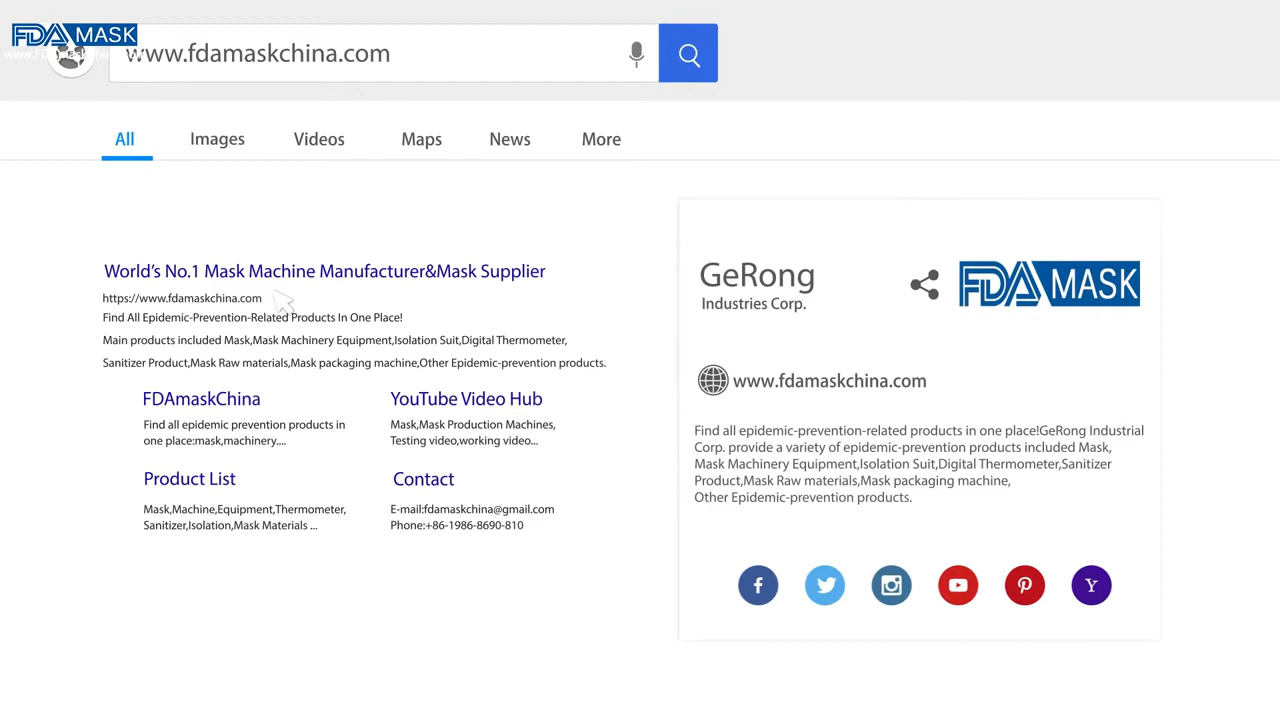 FDA MASK
www.fdamaskchina.com
All Images Videos Maps News More
World's No.1 Mask Machine Manufacturer&Mask Supplier
https://www.fdamaskchina.com
Find All Epidemic-Prevention-Related Products In One Place!
Main products included Mask,Mask Machinery Equipment,Isolation Suit,Digital Thermometer,
Sanitizer Product,Mask Raw materials,Mask packaging machine,Other Epidemic-prevention products.
FDAmaskChina
Find all epidemic prevention products in
one place:mask,machinery....
YouTube Video Hub
Mask,Mask Production Machines,
Testing video,working video...
Product List
Mask,Machine,Equipment,Thermometer,
Sanitizer,Isolation,Mask Materials ...
Contact
E-mail:fdamaskchina@gmail.com
Phone:+86-1986-8690-810
GeRong
Industries Corp.
FDA MASK
www.fdamaskchina.com
Find all epidemic-prevention-related products in one place!GeRong Industrial
Corp. provide a variety of epidemic-prevention products included Mask,
Mask Machinery Equipment,Isolation Suit,Digital Thermometer,Sanitizer
Product,Mask Raw materials,Mask packaging machine,
Other Epidemic-prevention products.